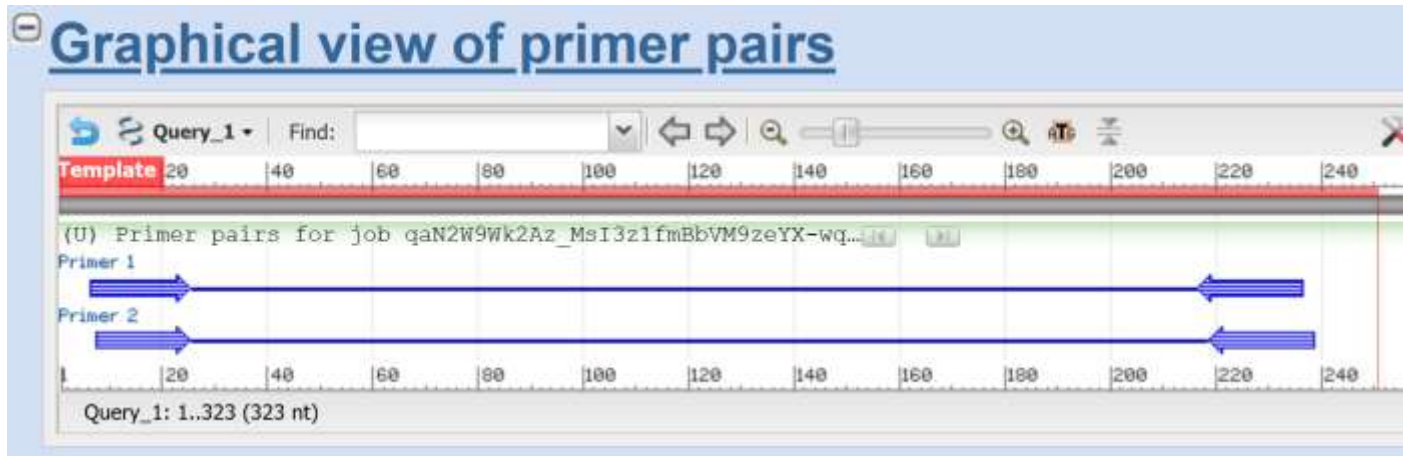 Graphical view of primer pairs
Query_1 Find:
Template 20 40 60 80 100 120 140 160 180 200 220 240
(U) Primer pairs for job qaN2W9Wk2Az_MsI3z1fmBbVM9zeYX-wq…
Primer 1
Primer 2
1 20 40 60 80 100 120 140 160 180 200 220 240
Query_1: 1..323 (323 nt)